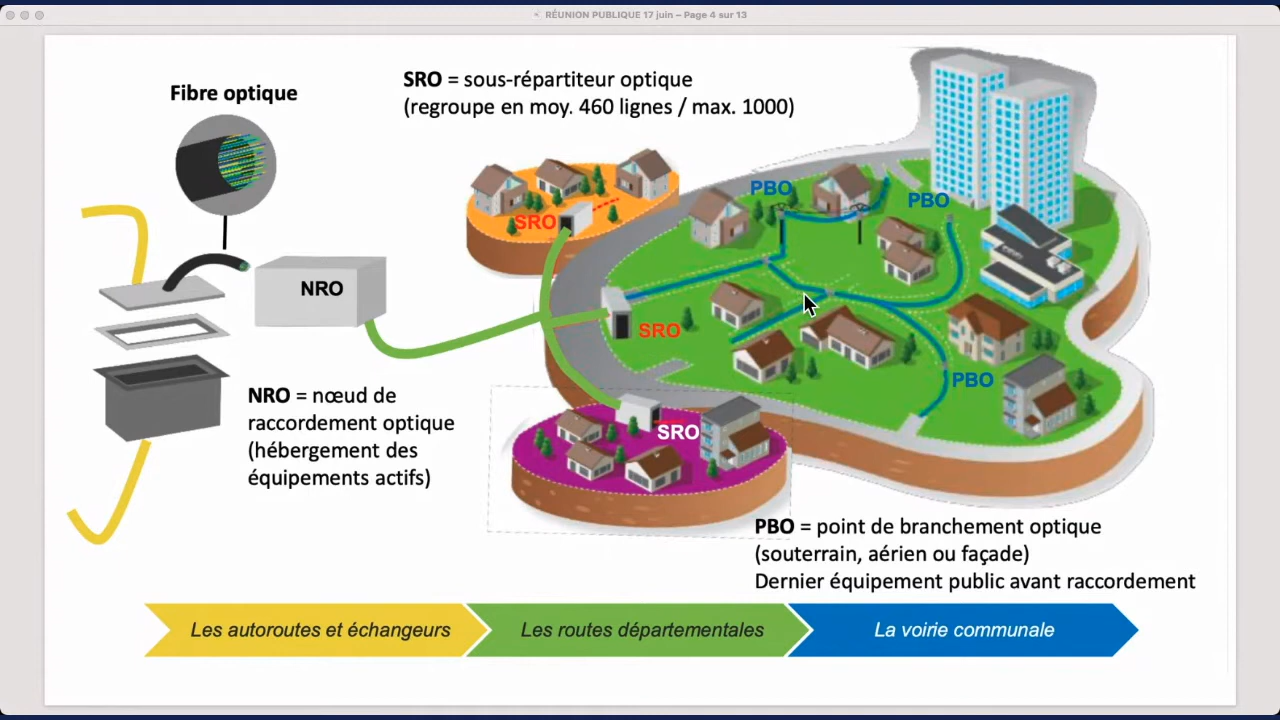 RÉUNION PUBLIQUE 17 juin – Page 4 sur 13
Fibre optique
SRO = sous-répartiteur optique
(regroupe en moy. 460 lignes / max. 1000)
PBO
PBO
SRO
NRO
SRO
PBO
NRO = nœud de
raccordement optique
(hébergement des
équipements actifs)
SRO
PBO = point de branchement optique
(souterrain, aérien ou façade)
Dernier équipement public avant raccordement
Les autoroutes et échangeurs
Les routes départementales
La voirie communale